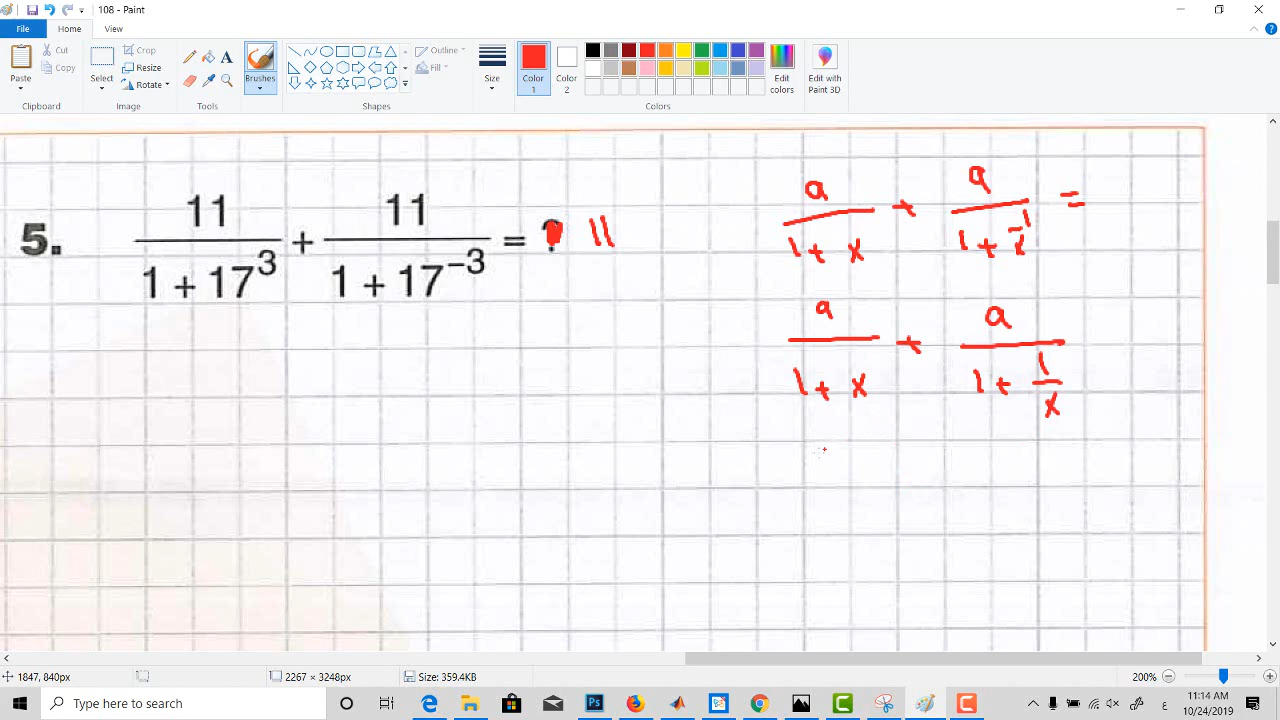 108 - Paint
File Home View
Paste Cut Copy Clipboard
Select Crop Resize Rotate Image
Tools
Brushes
Shapes Outline Fill
Size
Color 1 Color 2 Colors
Edit colors
Edit with Paint 3D
5. 11/(1 + 17^3) + 11/(1 + 17^-3) = ? 11
a/(1 + x) + a/(1 + x^-1) =
a/(1 + x) + a/(1 + 1/x)
1847, 840px 2267 × 3248px Size: 359.4KB 200%
Type here to search
11:14 AM
10/24/2019